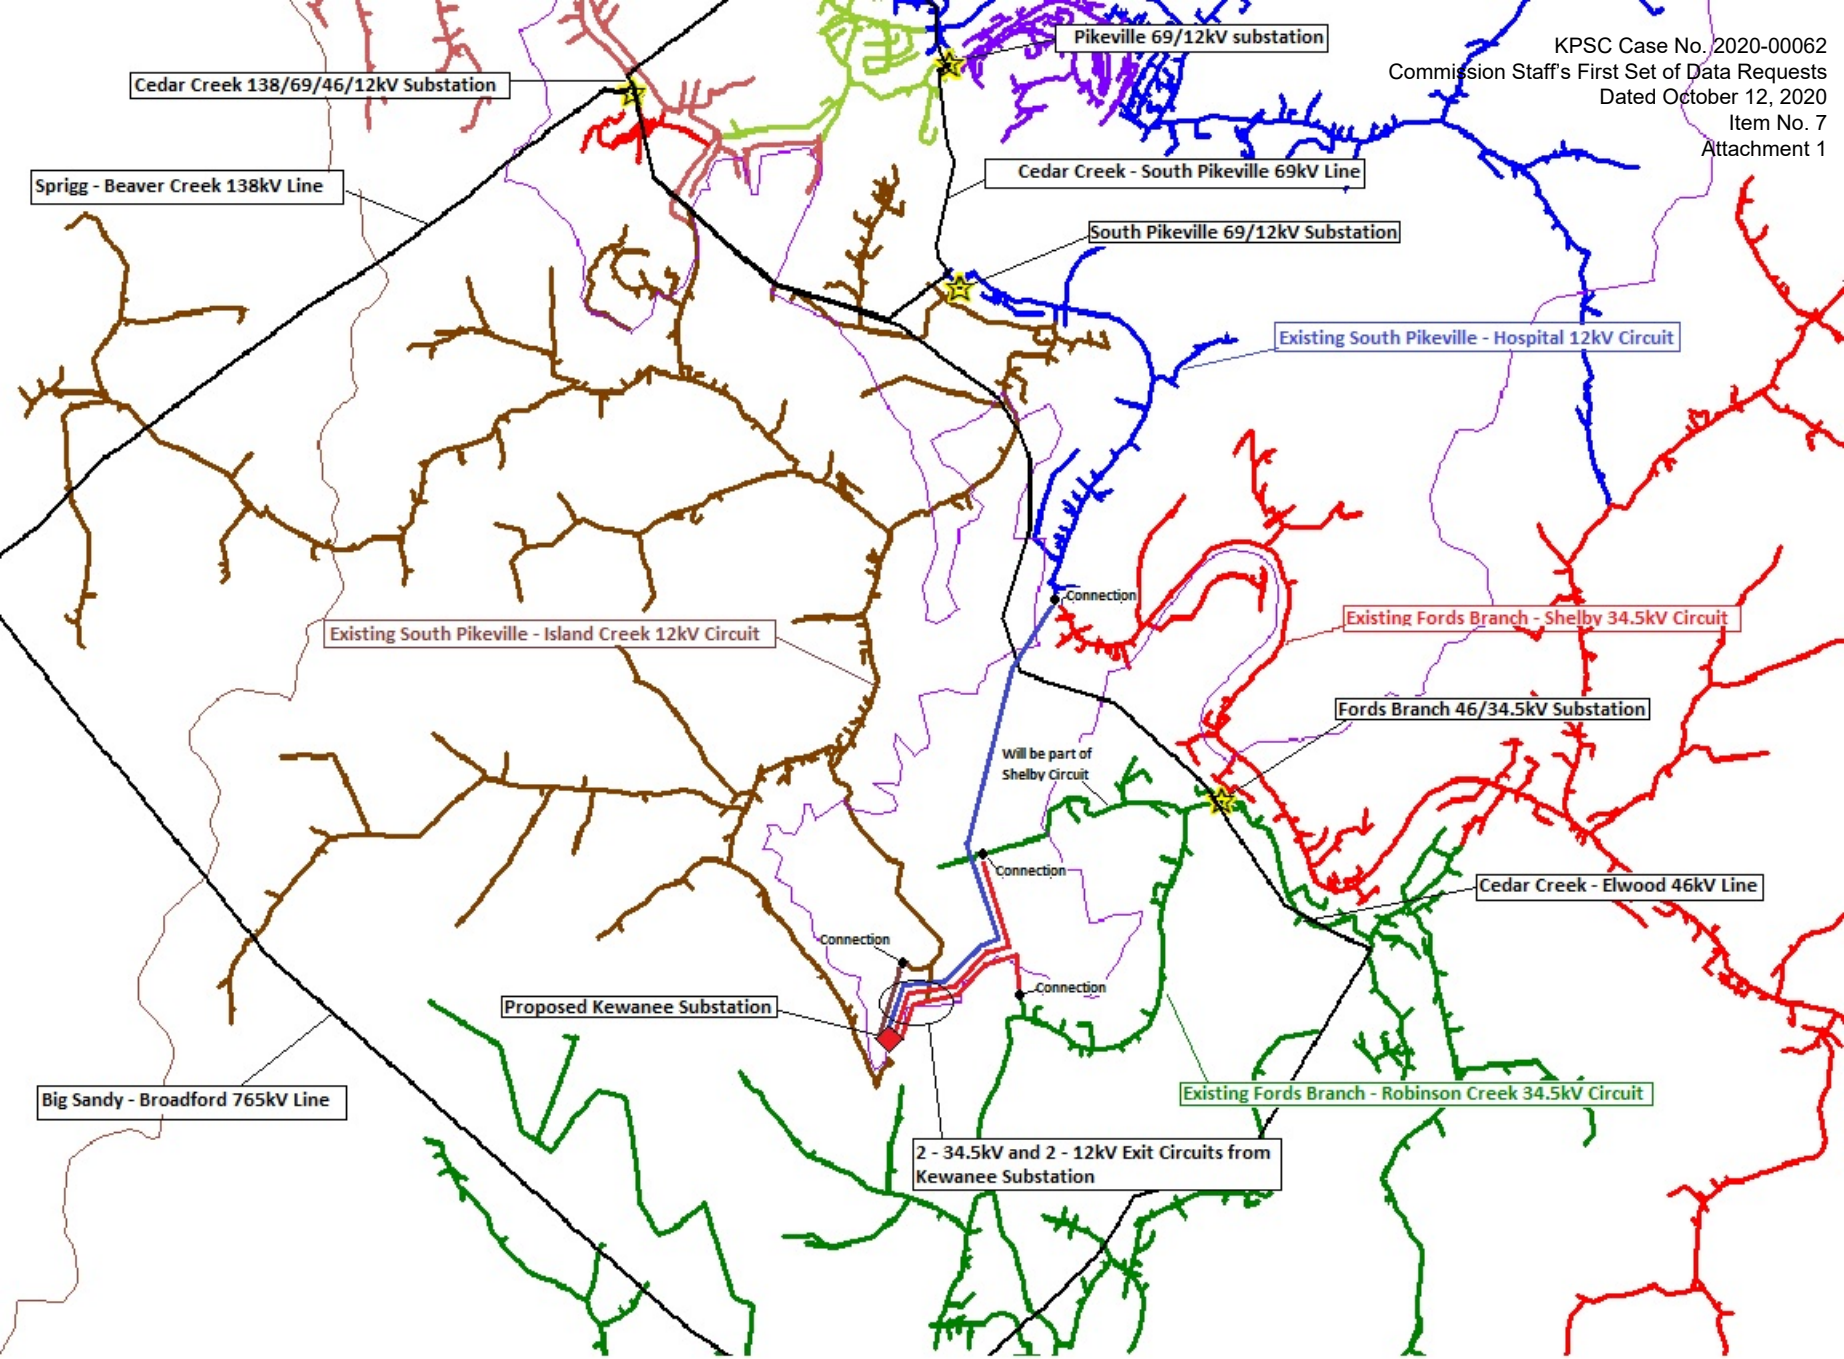 Pikeville 69/12kV substation
KPSC Case No. 2020-00062
Commission Staff's First Set of Data Requests
Dated October 12, 2020
Item No. 7
Attachment 1
Cedar Creek 138/69/46/12kV Substation
Cedar Creek - South Pikeville 69kV Line
Sprigg - Beaver Creek 138kV Line
South Pikeville 69/12kV Substation
Existing South Pikeville - Hospital 12kV Circuit
Connection
Existing Fords Branch - Shelby 34.5kV Circuit
Existing South Pikeville - Island Creek 12kV Circuit
Fords Branch 46/34.5kV Substation
Will be part of
Shelby Circuit
Connection
Cedar Creek - Elwood 46kV Line
Connection
Connection
Proposed Kewanee Substation
Existing Fords Branch - Robinson Creek 34.5kV Circuit
Big Sandy - Broadford 765kV Line
2 - 34.5kV and 2 - 12kV Exit Circuits from
Kewanee Substation